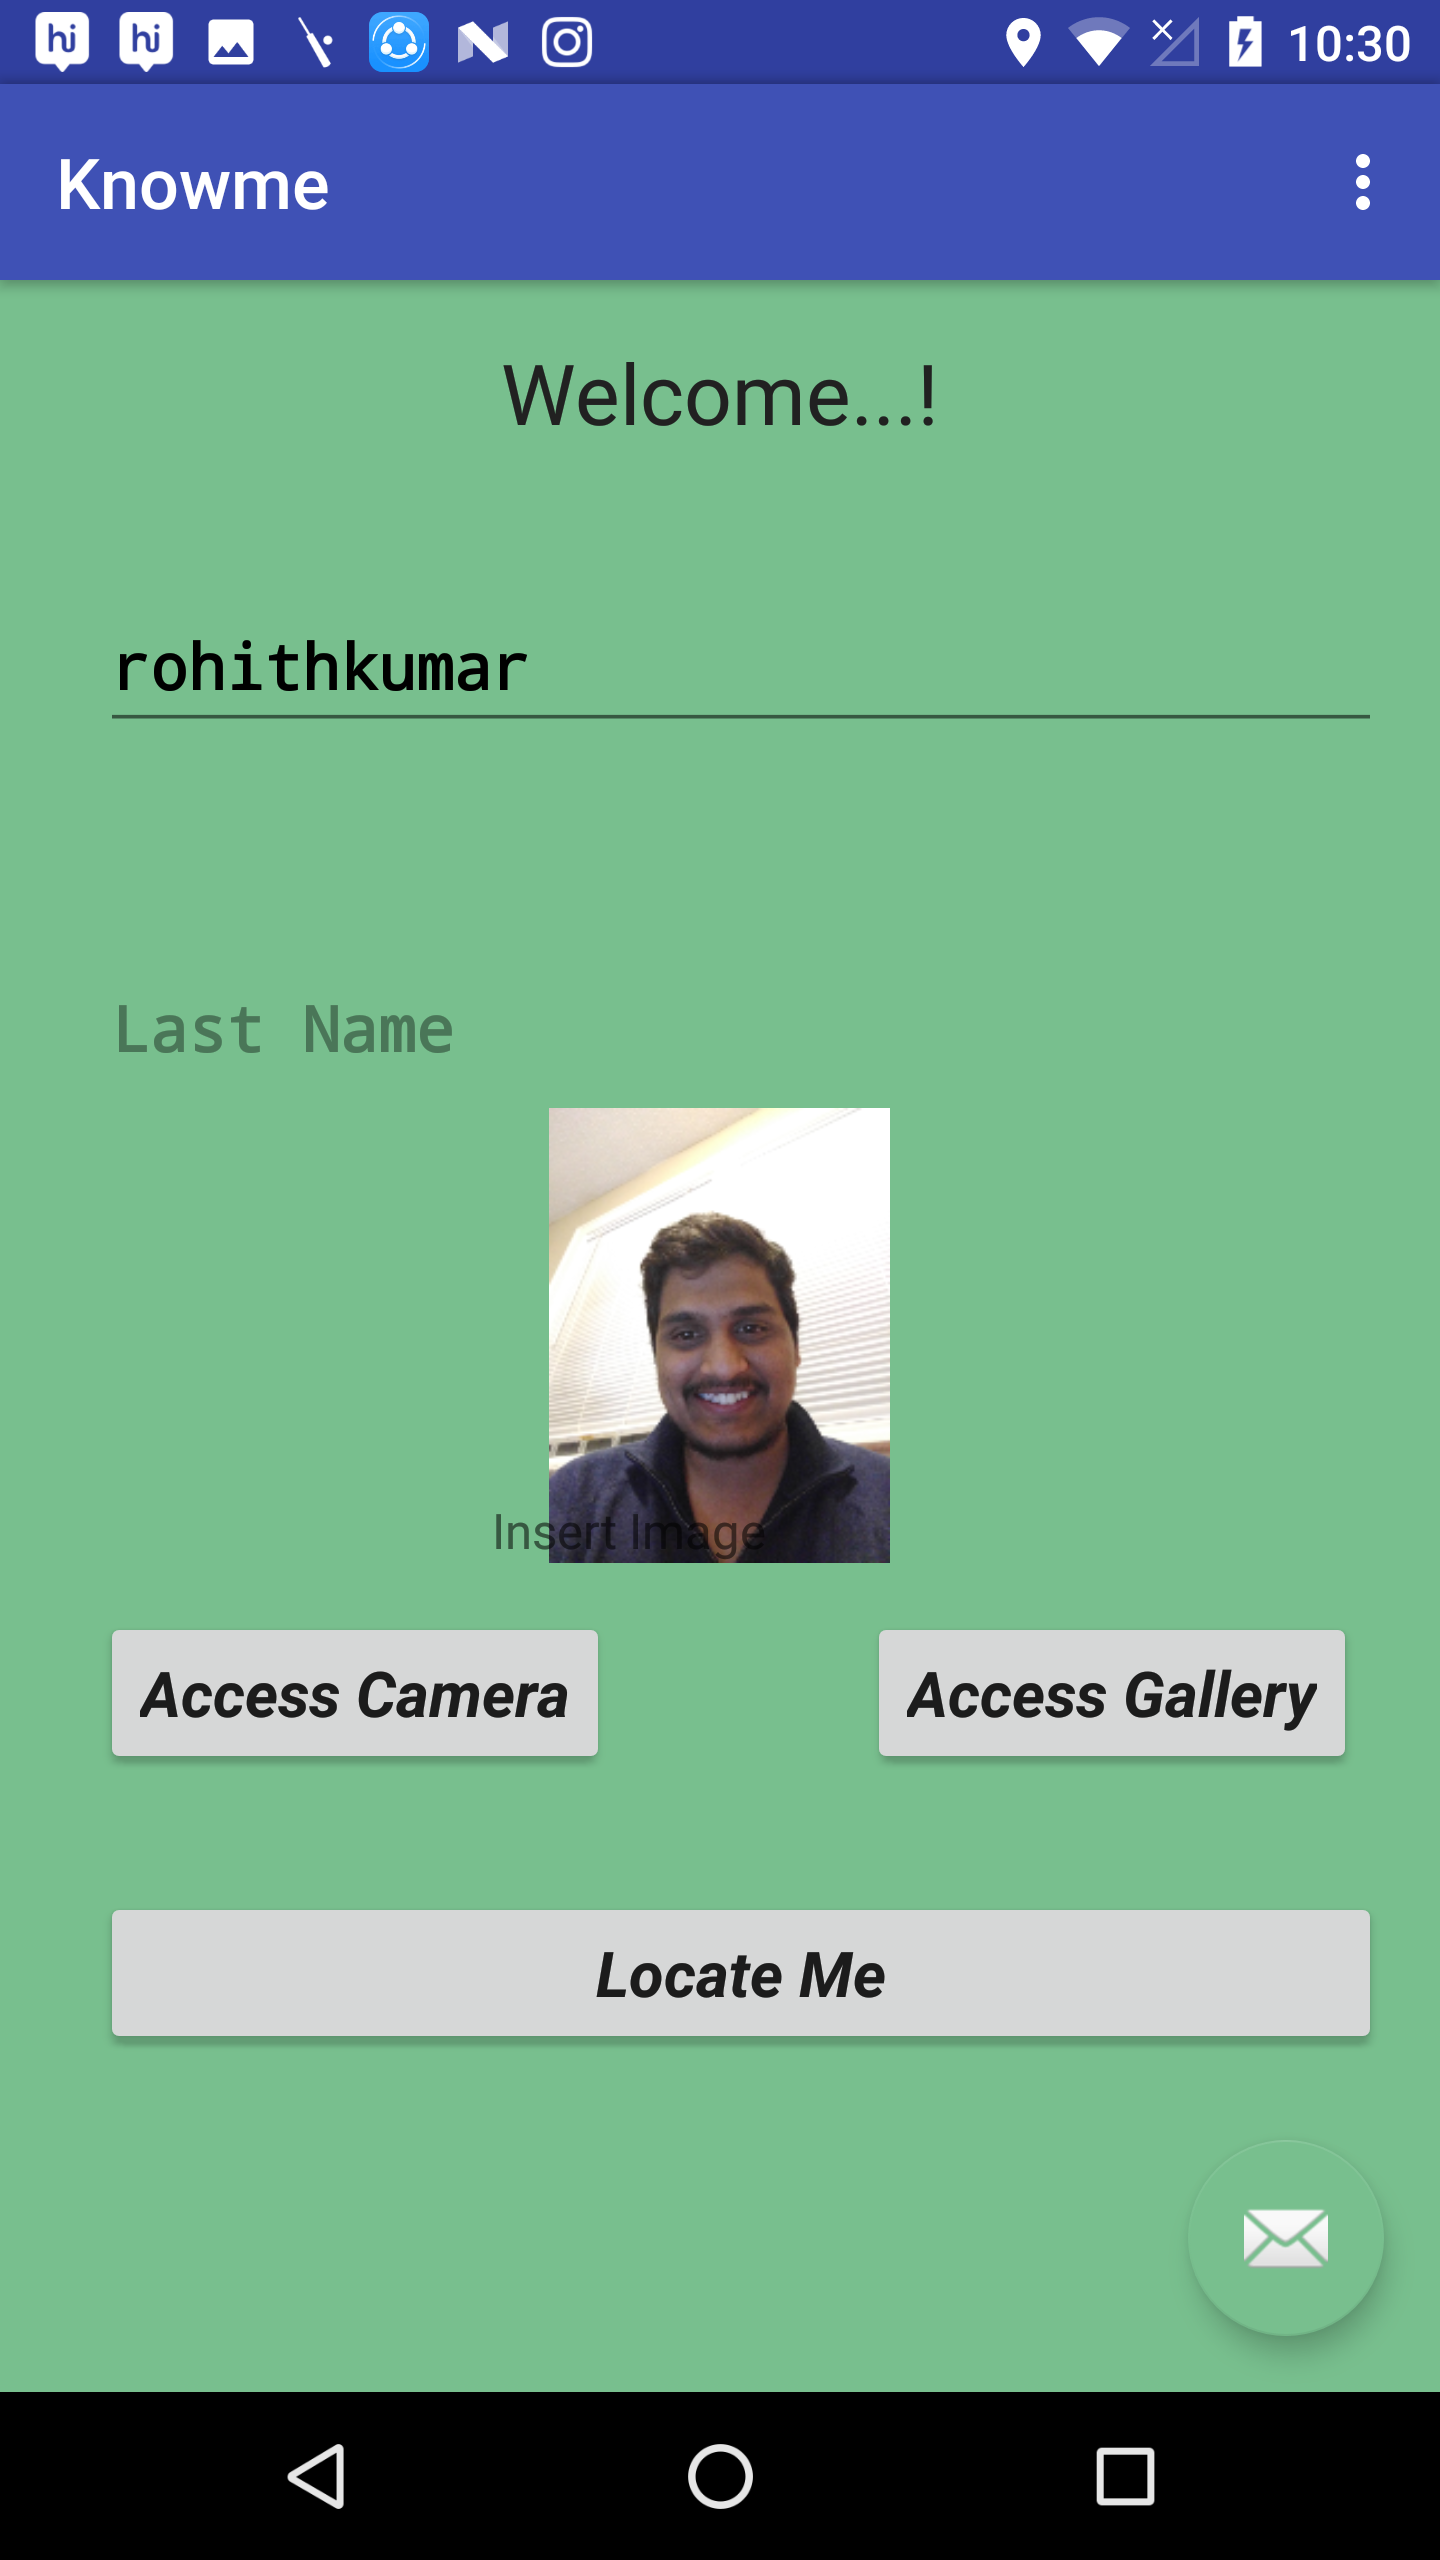 hi hi 10:30
Knowme
Welcome...!
rohithkumar
Last Name
Insert Image
Access Camera Access Gallery
Locate Me